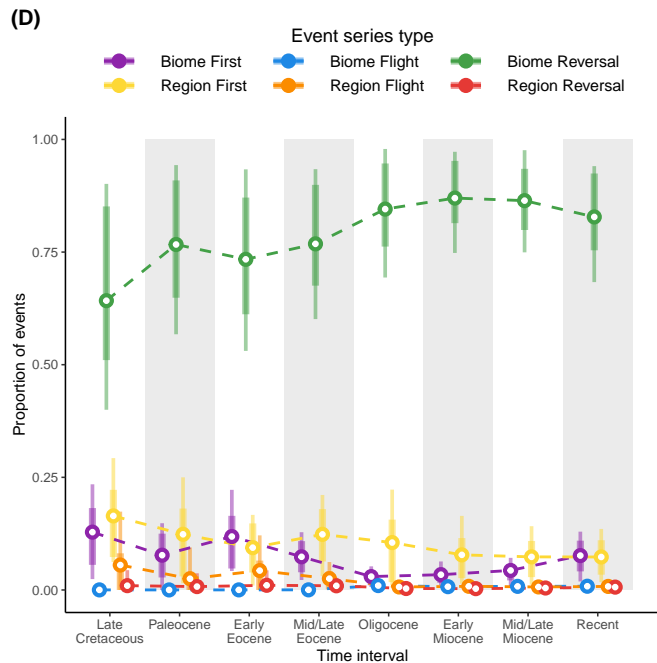 (D)
Event series type
Biome First
Biome Flight
Biome Reversal
Region First
Region Flight
Region Reversal
1.00
0.75
0.50
0.25
0.00
Proportion of events
Late
Cretaceous
Paleocene
Early
Eocene
Mid/Late
Eocene
Oligocene
Early
Miocene
Mid/Late
Miocene
Recent
Time interval